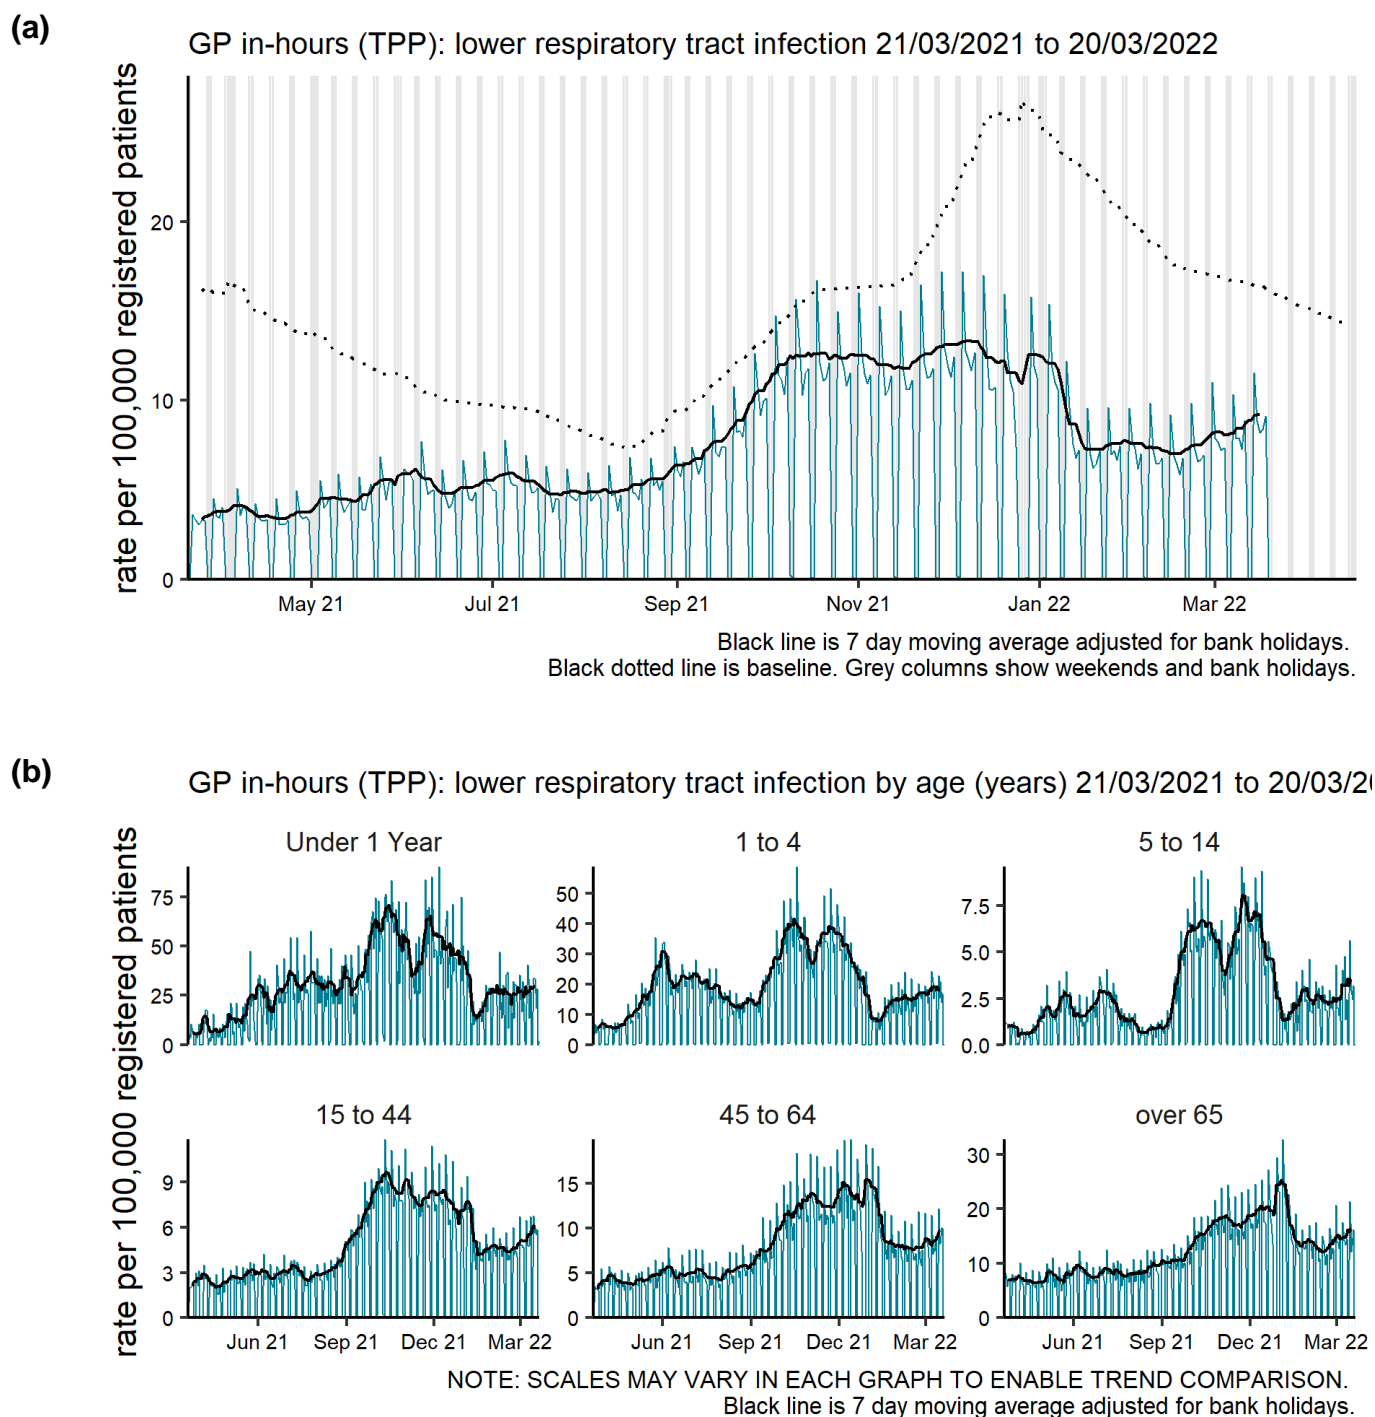 (a)
GP in-hours (TPP): lower respiratory tract infection 21/03/2021 to 20/03/2022
rate per 100,000 registered patients
20
10
0
May 21 Jul 21 Sep 21 Nov 21 Jan 22 Mar 22
Black line is 7 day moving average adjusted for bank holidays.
Black dotted line is baseline. Grey columns show weekends and bank holidays.
(b)
GP in-hours (TPP): lower respiratory tract infection by age (years) 21/03/2021 to 20/03/20
rate per 100,000 registered patients
Under 1 Year
75
50
25
0
1 to 4
50
40
30
20
10
0
5 to 14
7.5
5.0
2.5
0.0
15 to 44
9
6
3
0
Jun 21 Sep 21 Dec 21 Mar 22
45 to 64
15
10
5
0
Jun 21 Sep 21 Dec 21 Mar 22
over 65
30
20
10
0
Jun 21 Sep 21 Dec 21 Mar 22
NOTE: SCALES MAY VARY IN EACH GRAPH TO ENABLE TREND COMPARISON.
Black line is 7 day moving average adjusted for bank holidays.